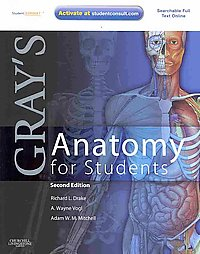 Student CONSULT
Activate at studentconsult.com
Searchable Full
Text Online
GRAY'S
Anatomy
for Students
Second Edition
Richard L. Drake
A. Wayne Vogl
Adam W. M. Mitchell
CHURCHILL
LIVINGSTONE